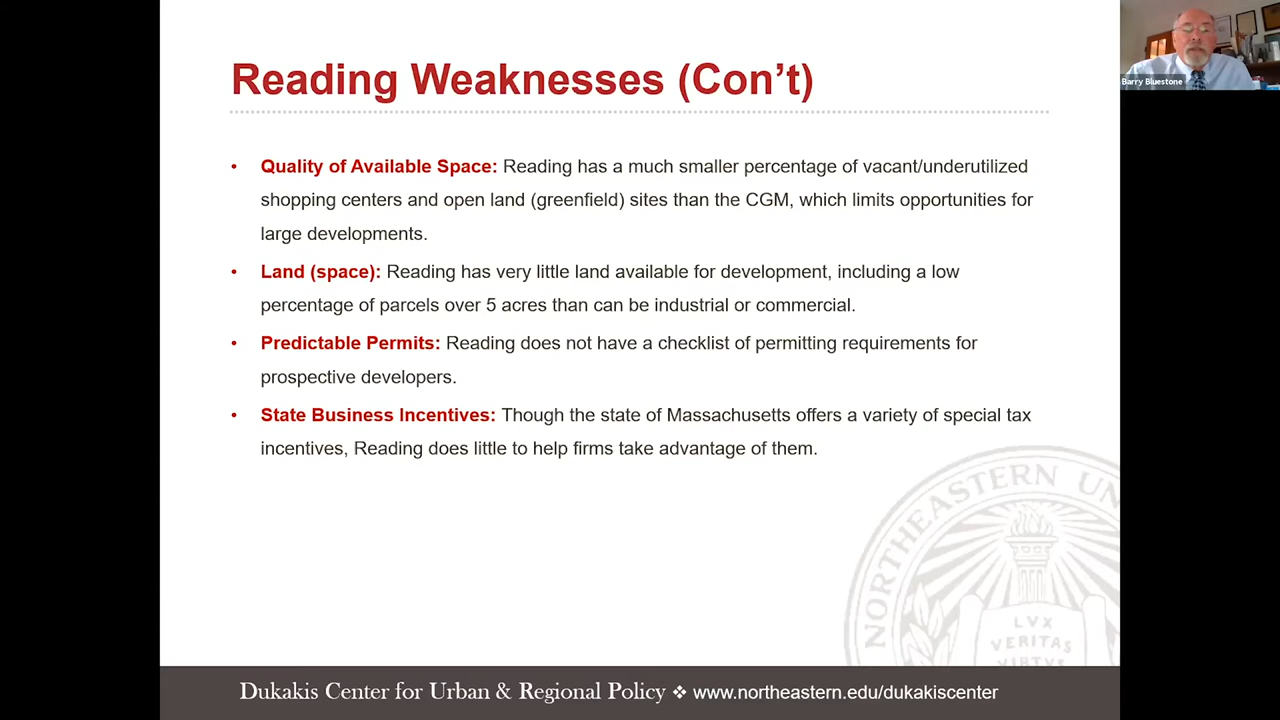 Reading Weaknesses (Con’t)
Barry Bluestone
• Quality of Available Space: Reading has a much smaller percentage of vacant/underutilized
shopping centers and open land (greenfield) sites than the CGM, which limits opportunities for
large developments.
• Land (space): Reading has very little land available for development, including a low
percentage of parcels over 5 acres than can be industrial or commercial.
• Predictable Permits: Reading does not have a checklist of permitting requirements for
prospective developers.
• State Business Incentives: Though the state of Massachusetts offers a variety of special tax
incentives, Reading does little to help firms take advantage of them.
NORTHEASTERN UN
LVX
VERITAS
VIRTVS
Dukakis Center for Urban & Regional Policy ❖ www.northeastern.edu/dukakiscenter